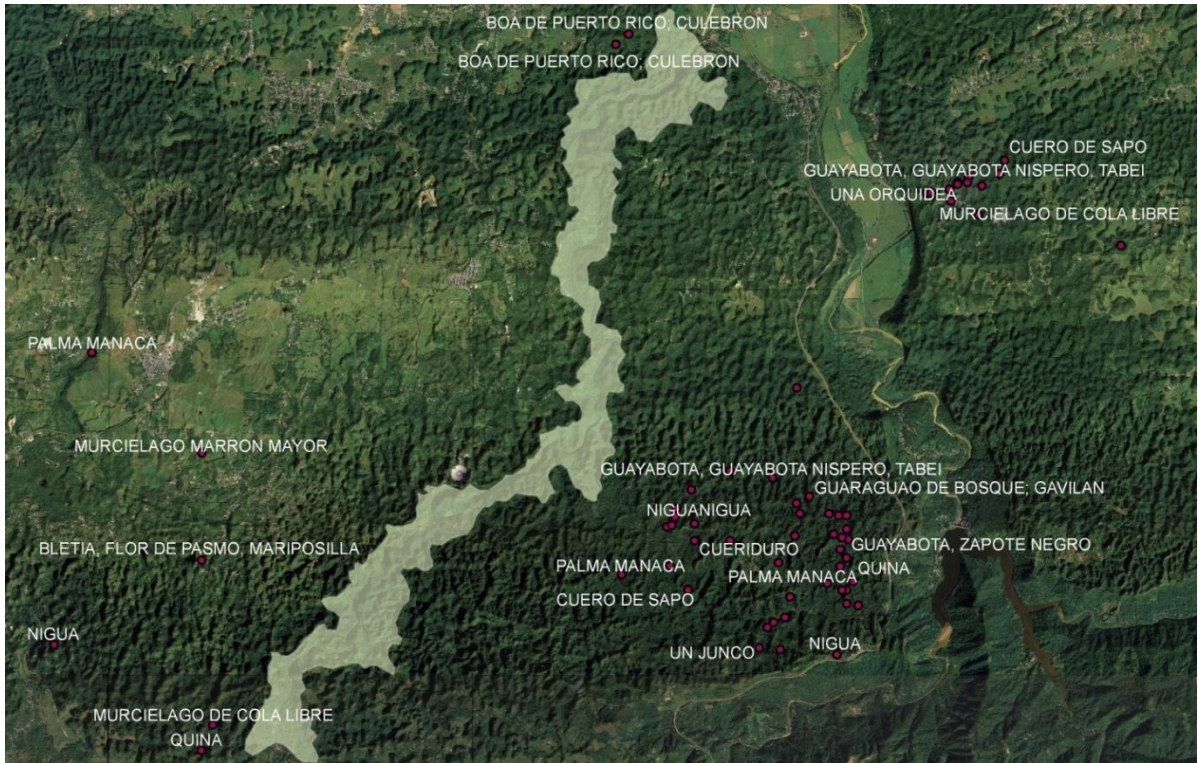 BOA DE PUERTO RICO; CULEBRON
BOA DE PUERTO RICO; CULEBRON
CUERO DE SAPO
GUAYABOTA, GUAYABOTA NISPERO, TABEI
UNA ORQUIDEA
MURCIELAGO DE COLA LIBRE
PALMA MANACA
MURCIELAGO MARRON MAYOR
GUAYABOTA, GUAYABOTA NISPERO, TABEI
GUARAGUAO DE BOSQUE; GAVILAN
NIGUANIGUA
BLETIA, FLOR DE PASMO, MARIPOSILLA
CUERIDURO
GUAYABOTA, ZAPOTE NEGRO
PALMA MANACA
QUINA
PALMA MANACA
CUERO DE SAPO
NIGUA
UN JUNCO
NIGUA
MURCIELAGO DE COLA LIBRE
QUINA